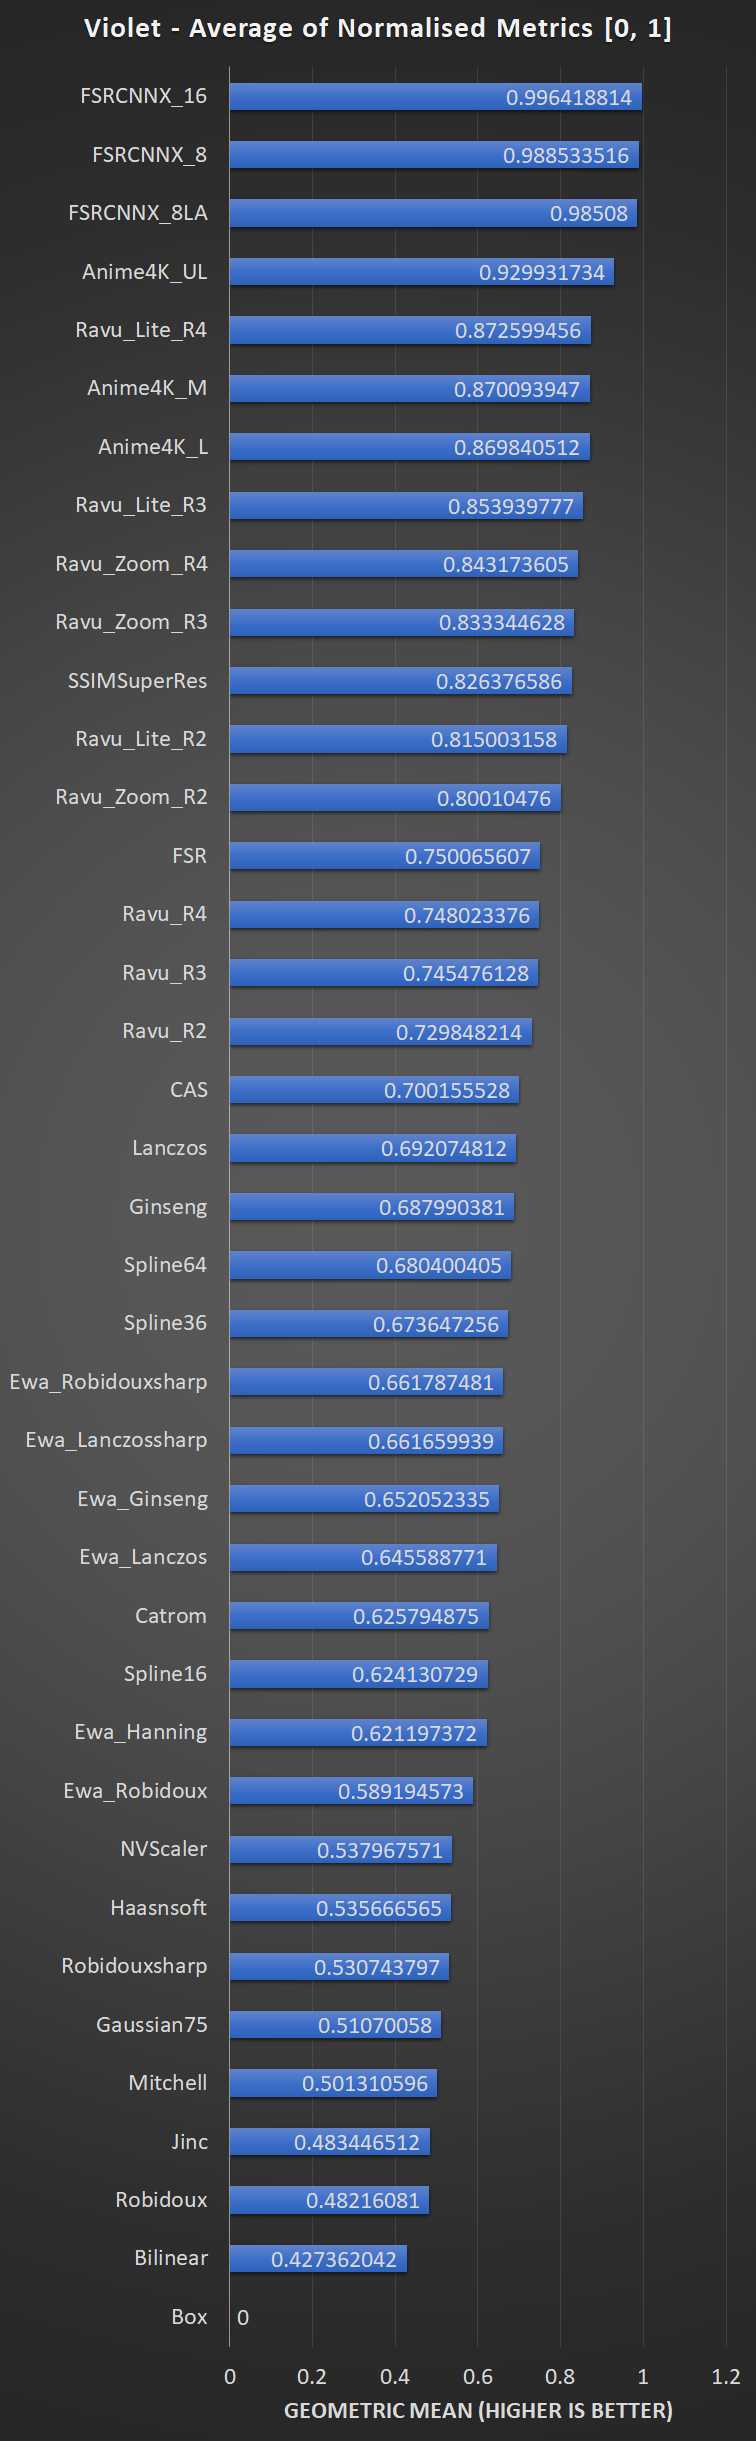 Violet - Average of Normalised Metrics [0, 1]
FSRCNNX_16 0.996418814
FSRCNNX_8 0.988533516
FSRCNNX_8LA 0.98508
Anime4K_UL 0.929931734
Ravu_Lite_R4 0.872599456
Anime4K_M 0.870093947
Anime4K_L 0.869840512
Ravu_Lite_R3 0.853939777
Ravu_Zoom_R4 0.843173605
Ravu_Zoom_R3 0.833344628
SSIMSuperRes 0.826376586
Ravu_Lite_R2 0.815003158
Ravu_Zoom_R2 0.80010476
FSR 0.750065607
Ravu_R4 0.748023376
Ravu_R3 0.745476128
Ravu_R2 0.729848214
CAS 0.700155528
Lanczos 0.692074812
Ginseng 0.687990381
Spline64 0.680400405
Spline36 0.673647256
Ewa_Robidouxsharp 0.661787481
Ewa_Lanczossharp 0.661659939
Ewa_Ginseng 0.652052335
Ewa_Lanczos 0.645588771
Catrom 0.625794875
Spline16 0.624130729
Ewa_Hanning 0.621197372
Ewa_Robidoux 0.589194573
NVScaler 0.537967571
Haasnsoft 0.535666565
Robidouxsharp 0.530743797
Gaussian75 0.51070058
Mitchell 0.501310596
Jinc 0.483446512
Robidoux 0.48216081
Bilinear 0.427362042
Box 0
0 0.2 0.4 0.6 0.8 1 1.2
GEOMETRIC MEAN (HIGHER IS BETTER)